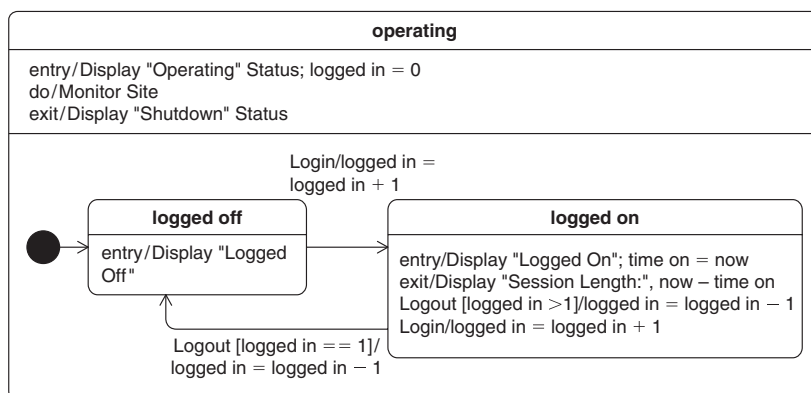 operating
entry/Display "Operating" Status; logged in = 0
do/Monitor Site
exit/Display "Shutdown" Status
Login/logged in =
logged in + 1
logged off
entry/Display "Logged
Off"
logged on
entry/Display "Logged On"; time on = now
exit/Display "Session Length:", now – time on
Logout [logged in >1]/logged in = logged in − 1
Login/logged in = logged in + 1
Logout [logged in == 1]/
logged in = logged in − 1